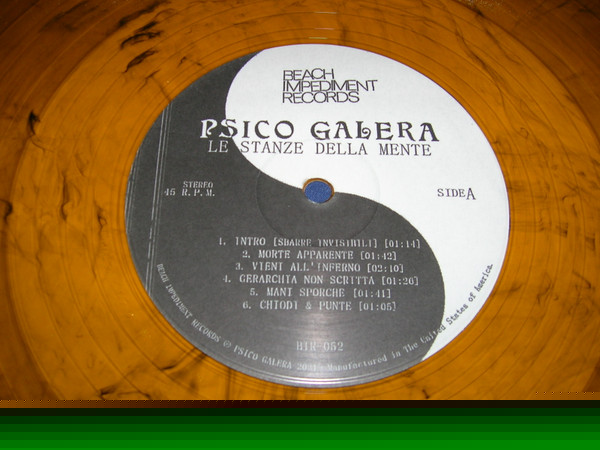 BEACH
IMPEDIMENT
RECORDS
PSICO GALERA
LE STANZE DELLA MENTE
STEREO
45 R.P.M.
SIDE A
1. INTRO [SBARRE INVISIBILI] [01:14]
2. MORTE APPARENTE [01:42]
3. VIENI ALL'INFERNO [02:10]
4. GERARCHIA NON SCRITTA [01:20]
5. MANI SPORCHE [01:41]
6. CHIODI & PUNTE [01:05]
BIR-052
BEACH IMPEDIMENT RECORDS ℗ PSICO GALERA Manufactured in The United States of America